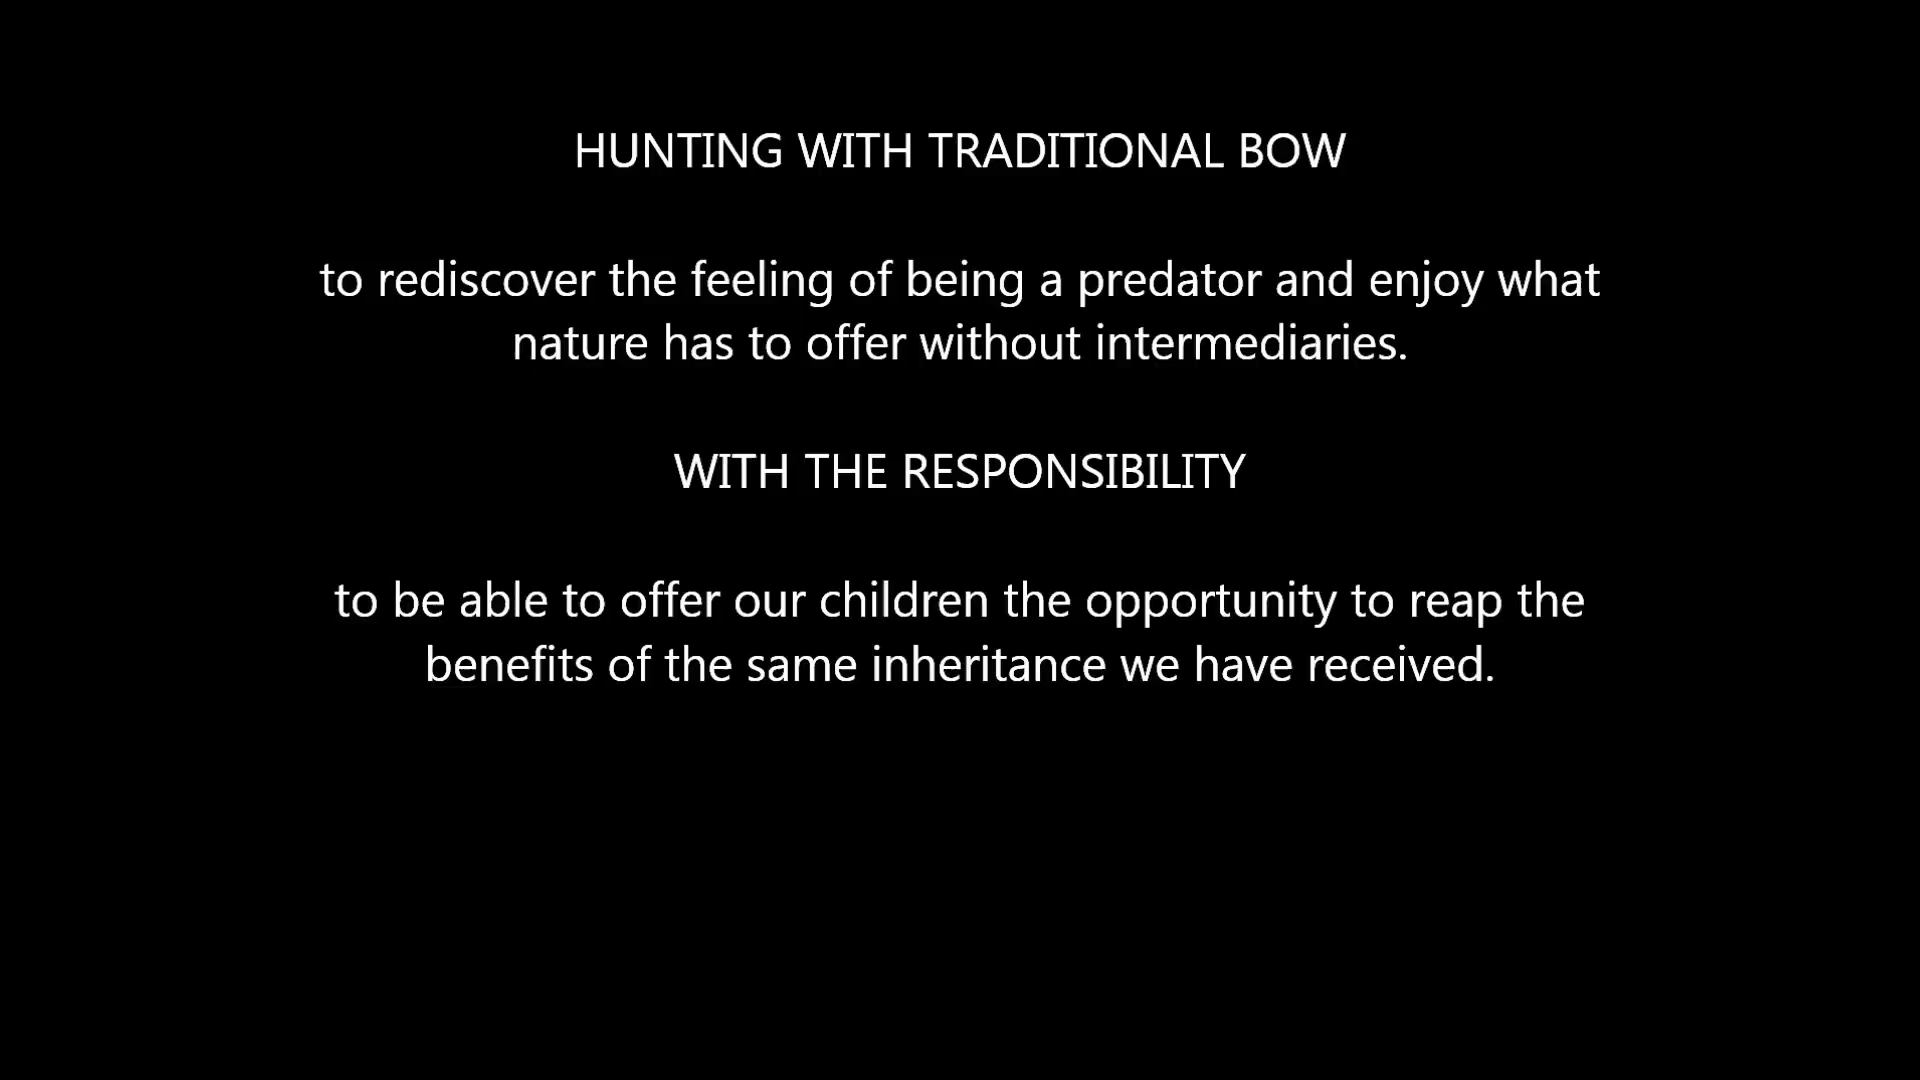 HUNTING WITH TRADITIONAL BOW
to rediscover the feeling of being a predator and enjoy what
nature has to offer without intermediaries.
WITH THE RESPONSIBILITY
to be able to offer our children the opportunity to reap the
benefits of the same inheritance we have received.